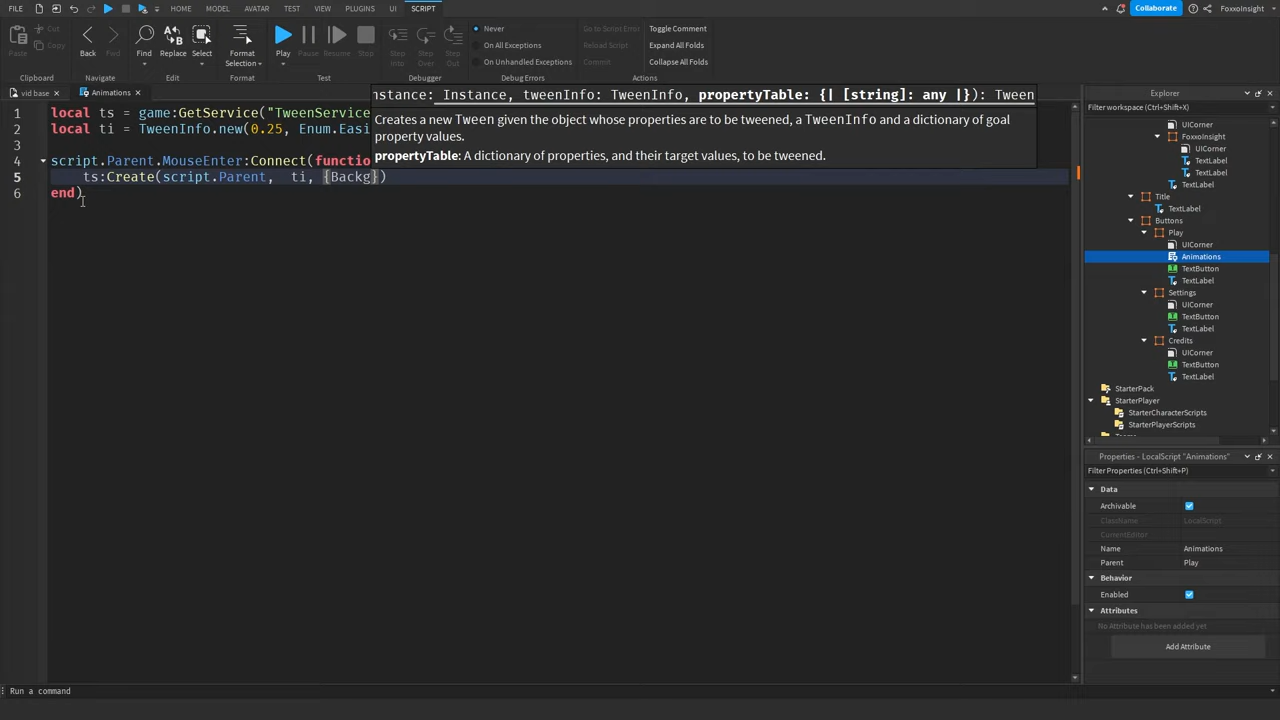 FILE
HOME
MODEL
AVATAR
TEST
VIEW
PLUGINS
UI
SCRIPT
Collaborate
FoxxoInsight
Paste
Cut
Copy
Clipboard
Back
Forward
Navigate
Find
Replace
Select
Edit
Format
Selection
Format
Play
Pause
Resume
Stop
Test
Step
Into
Step
Over
Step
Out
Debugger
Never
On All Exceptions
On Unhandled Exceptions
Debug Errors
Go to Script Error
Reload Script
Commit
Toggle Comment
Expand All Folds
Collapse All Folds
Actions
vid base
Animations
1 local ts = game:GetService("TweenService
2 local ti = TweenInfo.new(0.25, Enum.Easi
3
4 script.Parent.MouseEnter:Connect(functio
5 ts:Create(script.Parent, ti, {Backg})
6 end)
nstance: Instance, tweenInfo: TweenInfo, propertyTable: {| [string]: any |}): Tween
Creates a new Tween given the object whose properties are to be tweened, a TweenInfo and a dictionary of goal
property values.
propertyTable: A dictionary of properties, and their target values, to be tweened.
Explorer
Filter workspace (Ctrl+Shift+X)
UICorner
FoxxoInsight
UICorner
TextLabel
TextLabel
TextLabel
Title
TextLabel
Buttons
Play
UICorner
Animations
TextButton
TextLabel
Settings
UICorner
TextButton
TextLabel
Credits
UICorner
TextButton
TextLabel
StarterPack
StarterPlayer
StarterCharacterScripts
StarterPlayerScripts
Properties - LocalScript "Animations"
Filter Properties (Ctrl+Shift+P)
Data
Archivable
ClassName LocalScript
CurrentEditor
Name Animations
Parent Play
Behavior
Enabled
Attributes
No Attribute has been added yet
Add Attribute
Run a command